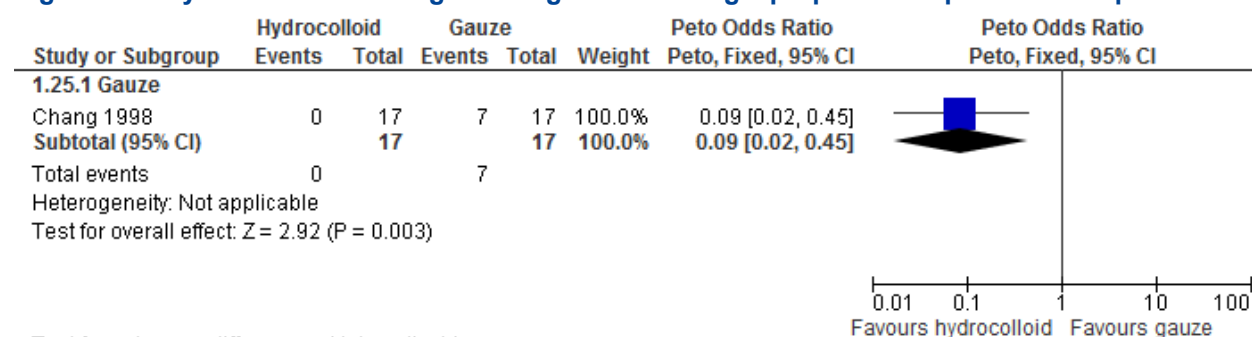 Hydrocolloid Gauze Peto Odds Ratio Peto Odds Ratio
Study or Subgroup Events Total Events Total Weight Peto, Fixed, 95% CI Peto, Fixed, 95% CI
1.25.1 Gauze
Chang 1998 0 17 7 17 100.0% 0.09 [0.02, 0.45]
Subtotal (95% CI) 17 17 100.0% 0.09 [0.02, 0.45]
Total events 0 7
Heterogeneity: Not applicable
Test for overall effect: Z = 2.92 (P = 0.003)
0.01 0.1 1 10 100
Favours hydrocolloid Favours gauze